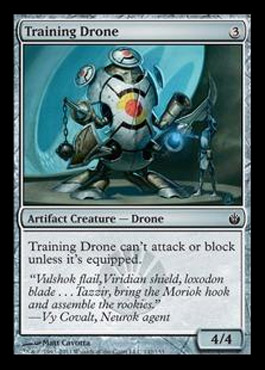 Training Drone 3
Artifact Creature — Drone
Training Drone can't attack or block
unless it's equipped.
"Vulshok flail, Viridian shield, loxodon
blade . . . Tazzir, bring the Moriok hook
and assemble the rookies."
—Vy Covalt, Neurok agent
Matt Cavotta
4/4